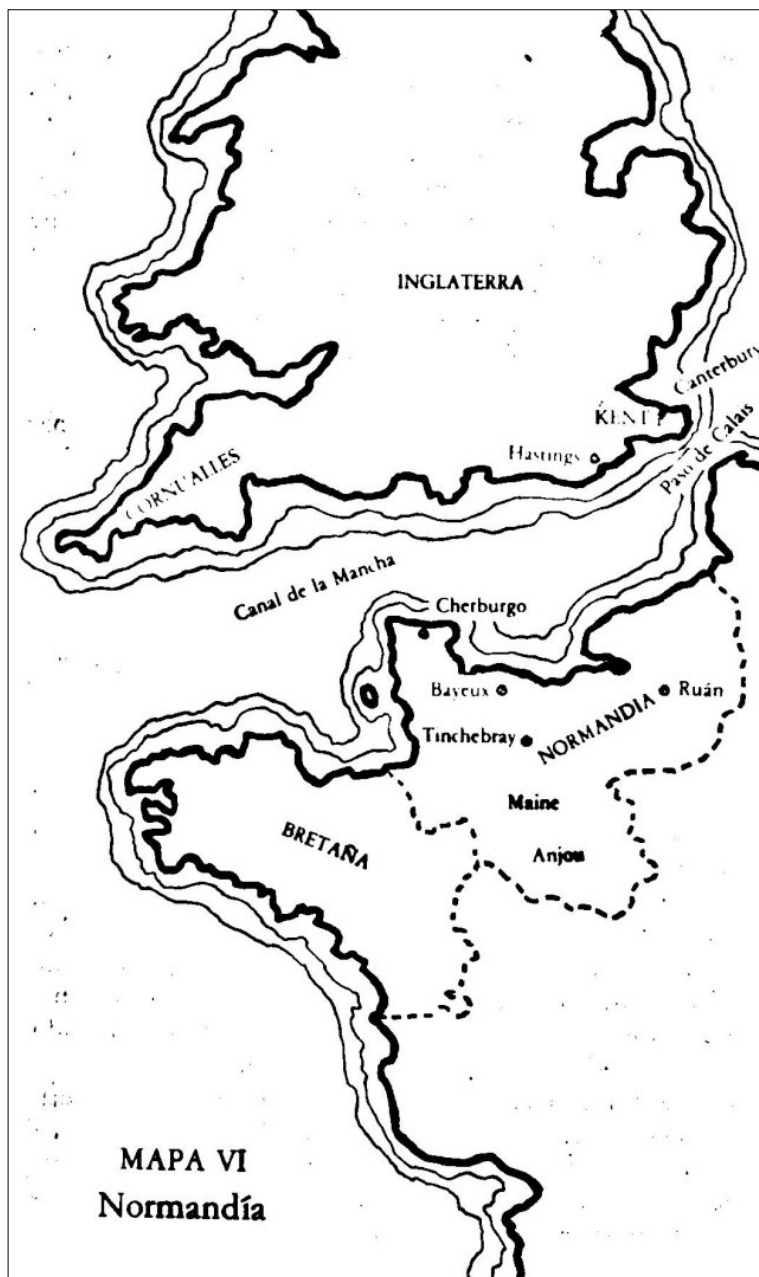 INGLATERRA
Canterbury
KENT
Paso de Calais
Hastings
CORNUALLES
Canal de la Mancha
Cherburgo
Bayeux
Ruán
NORMANDIA
Tinchebray
Maine
Anjou
BRETAÑA
MAPA VI
Normandía